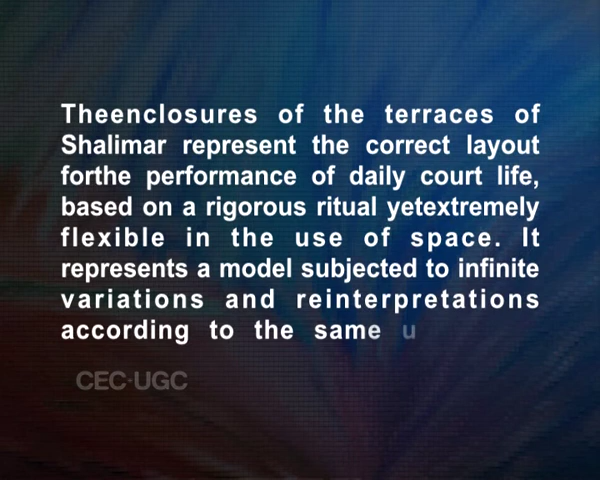 Theenclosures of the terraces of
Shalimar represent the correct layout
forthe performance of daily court life,
based on a rigorous ritual yetextremely
flexible in the use of space. It
represents a model subjected to infinite
variations and reinterpretations
according to the same u
CEC-UGC